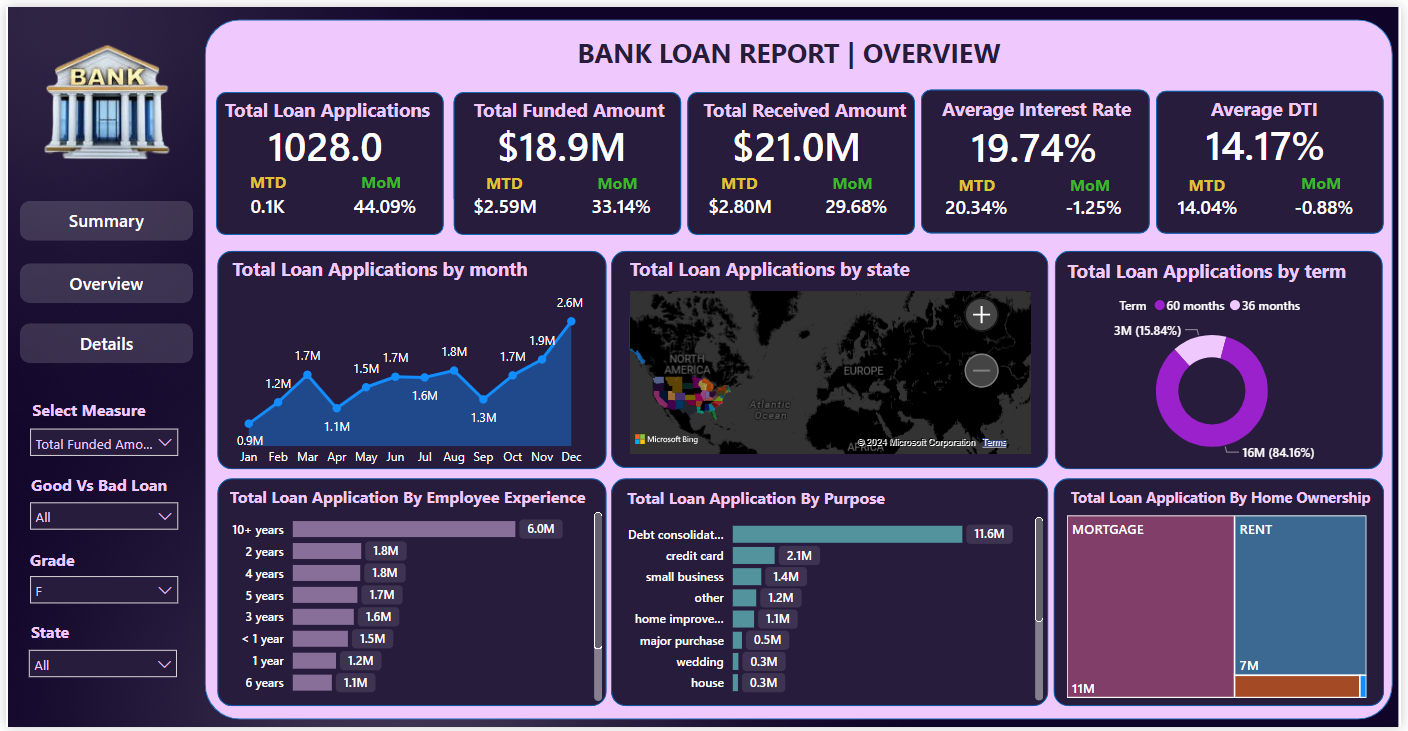 BANK
Summary
Overview
Details
Select Measure
Total Funded Amo...
Good Vs Bad Loan
All
Grade
F
State
All
BANK LOAN REPORT | OVERVIEW
Total Loan Applications
1028.0
MTD MoM
0.1K 44.09%
Total Funded Amount
$18.9M
MTD MoM
$2.59M 33.14%
Total Received Amount
$21.0M
MTD MoM
$2.80M 29.68%
Average Interest Rate
19.74%
MTD MoM
20.34% -1.25%
Average DTI
14.17%
MTD MoM
14.04% -0.88%
Total Loan Applications by month
0.9M 1.2M 1.7M 1.1M 1.5M 1.7M 1.6M 1.8M 1.3M 1.7M 1.9M 2.6M
Jan Feb Mar Apr May Jun Jul Aug Sep Oct Nov Dec
Total Loan Applications by state
NORTH
AMERICA
EUROPE
Atlantic
Ocean
AFRICA
Microsoft Bing
© 2024 Microsoft Corporation Terms
Total Loan Applications by term
Term 60 months 36 months
3M (15.84%)
16M (84.16%)
Total Loan Application By Employee Experience
10+ years 6.0M
2 years 1.8M
4 years 1.8M
5 years 1.7M
3 years 1.6M
< 1 year 1.5M
1 year 1.2M
6 years 1.1M
Total Loan Application By Purpose
Debt consolidat... 11.6M
credit card 2.1M
small business 1.4M
other 1.2M
home improve... 1.1M
major purchase 0.5M
wedding 0.3M
house 0.3M
Total Loan Application By Home Ownership
MORTGAGE
11M
RENT
7M